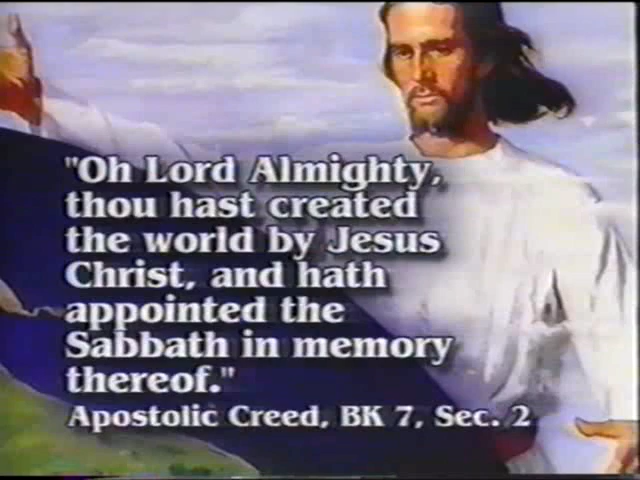 "Oh Lord Almighty,
thou hast created
the world by Jesus
Christ, and hath
appointed the
Sabbath in memory
thereof."
Apostolic Creed, BK 7, Sec. 2